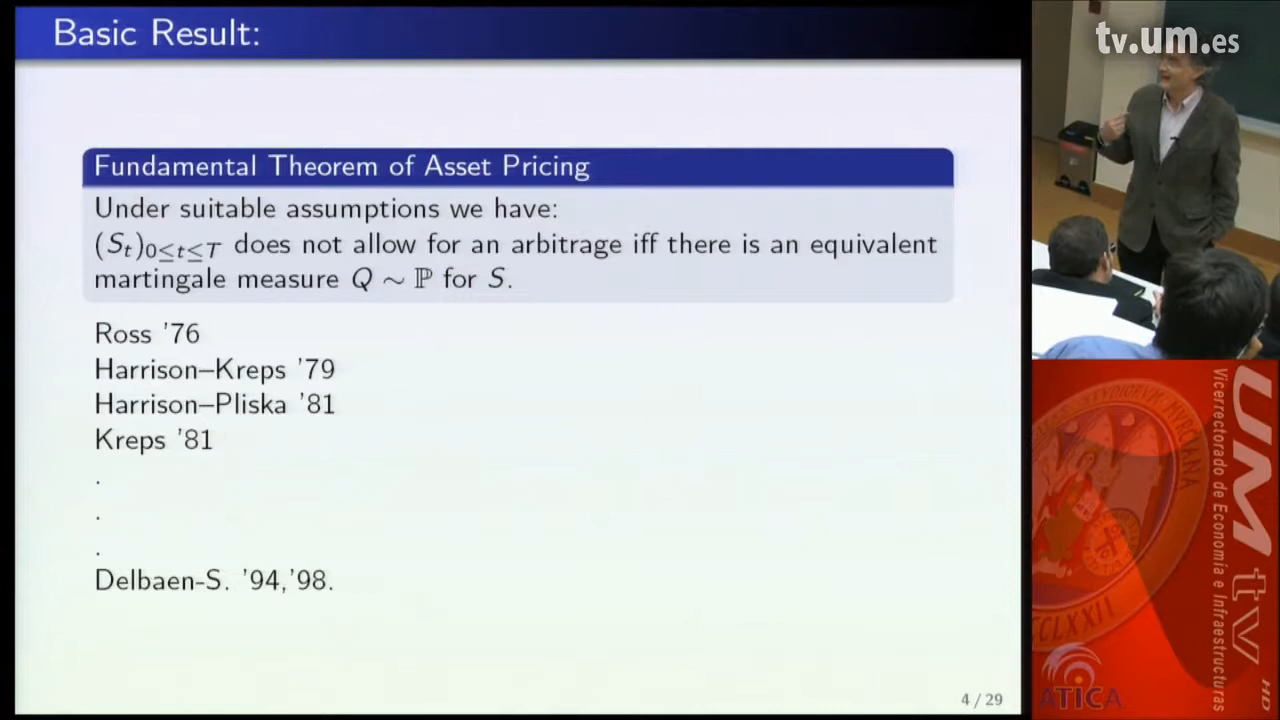 Basic Result:
Fundamental Theorem of Asset Pricing
Under suitable assumptions we have:
(S_t)_{0≤t≤T} does not allow for an arbitrage iff there is an equivalent
martingale measure Q ∼ ℙ for S.
Ross '76
Harrison–Kreps '79
Harrison–Pliska '81
Kreps '81
.
.
.
Delbaen-S. '94,'98.
4 / 29
tv.um.es
UMtv
HD
Vicerrectorado de Economía e Infraestructuras
ATICA